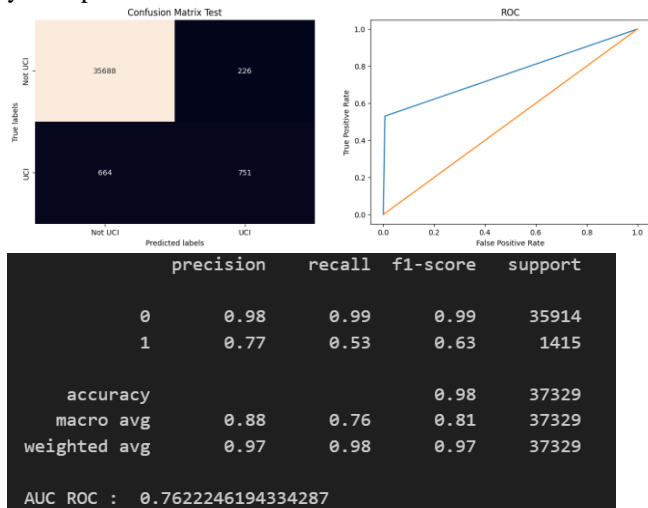 Confusion Matrix Test
Not UCI
UCI
True labels
35688
226
664
751
Not UCI
UCI
Predicted labels
ROC
True Positive Rate
1.0
0.8
0.6
0.4
0.2
0.0
0.0
0.2
0.4
0.6
0.8
1.0
False Positive Rate
precision recall f1-score support
0 0.98 0.99 0.99 35914
1 0.77 0.53 0.63 1415
accuracy 0.98 37329
macro avg 0.88 0.76 0.81 37329
weighted avg 0.97 0.98 0.97 37329
AUC ROC : 0.7622246194334287